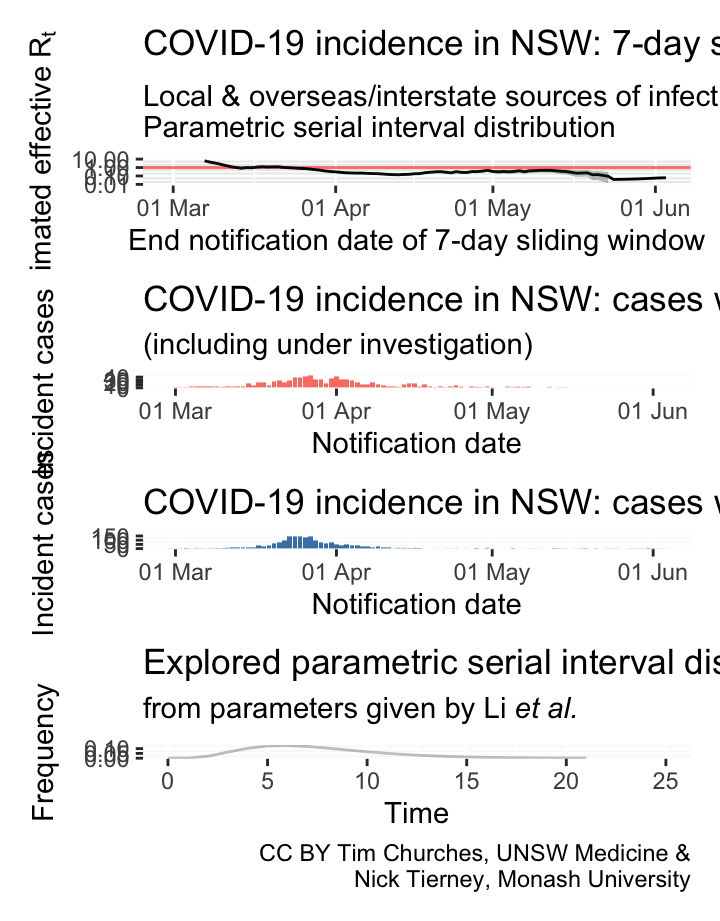 COVID-19 incidence in NSW: 7-day s
Local & overseas/interstate sources of infect
Parametric serial interval distribution
imated effective Rt
10.00
0.01
01 Mar 01 Apr 01 May 01 Jun
End notification date of 7-day sliding window
COVID-19 incidence in NSW: cases w
(including under investigation)
cident cases
01 Mar 01 Apr 01 May 01 Jun
Notification date
COVID-19 incidence in NSW: cases w
Incident cases
150
50
01 Mar 01 Apr 01 May 01 Jun
Notification date
Explored parametric serial interval dis
from parameters given by Li et al.
Frequency
0.10
0.00
0 5 10 15 20 25
Time
CC BY Tim Churches, UNSW Medicine &
Nick Tierney, Monash University